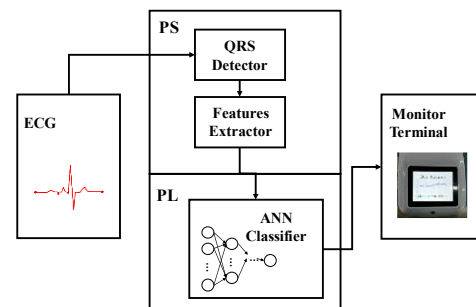 PS
QRS
Detector
ECG
Features
Extractor
Monitor
Terminal
PL
ANN
Classifier